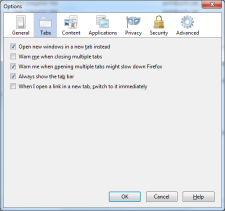 Options
General Tabs Content Applications Privacy Security Advanced
Open new windows in a new tab instead
Warn me when closing multiple tabs
Warn me when opening multiple tabs might slow down Firefox
Always show the tab bar
When I open a link in a new tab, switch to it immediately
OK Cancel Help